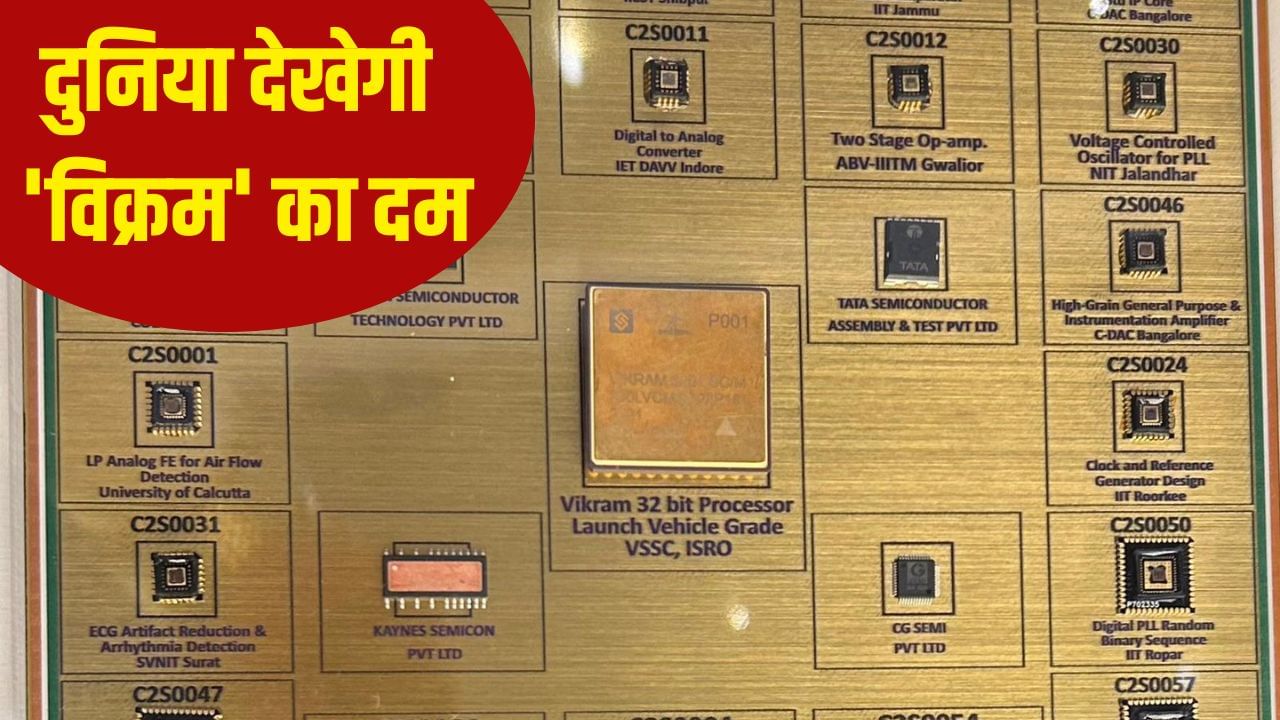 दुनिया देखेगी
'विक्रम' का दम
IIT Jammu
C-DAC Bangalore
C2S0011
Digital to Analog
Converter
IET DAVV Indore
C2S0012
Two Stage Op-amp.
ABV-IIITM Gwalior
C2S0030
Voltage Controlled
Oscillator for PLL
NIT Jalandhar
SEMICONDUCTOR
TECHNOLOGY PVT LTD
TATA
TATA SEMICONDUCTOR
ASSEMBLY & TEST PVT LTD
C2S0046
High-Grain General Purpose &
Instrumentation Amplifier
C-DAC Bangalore
C2S0001
LP Analog FE for Air Flow
Detection
University of Calcutta
P001
Vikram 32 bit Processor
Launch Vehicle Grade
VSSC, ISRO
C2S0024
Clock and Reference
Generator Design
IIT Roorkee
C2S0031
ECG Artifact Reduction &
Arrhythmia Detection
SVNIT Surat
KAYNES SEMICON
PVT LTD
CG SEMI
PVT LTD
C2S0050
Digital PLL Random
Binary Sequence
IIT Ropar
C2S0047
C2S0057